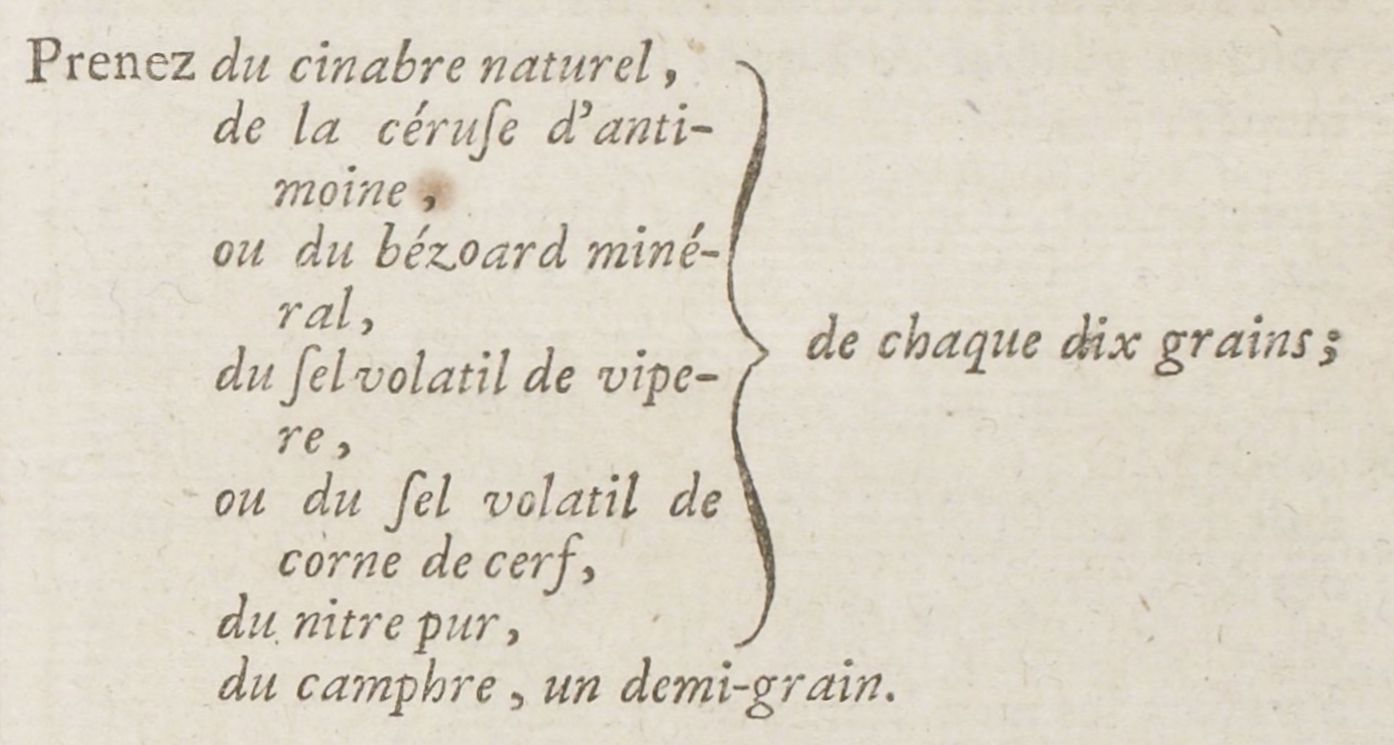 Prenez du cinabre naturel,
de la céruſe d'anti-
moine,
ou du bézoard miné-
ral,
de chaque dix grains;
du ſel volatil de vipe-
re,
ou du ſel volatil de
corne de cerf,
du nitre pur,
du camphre, un demi-grain.